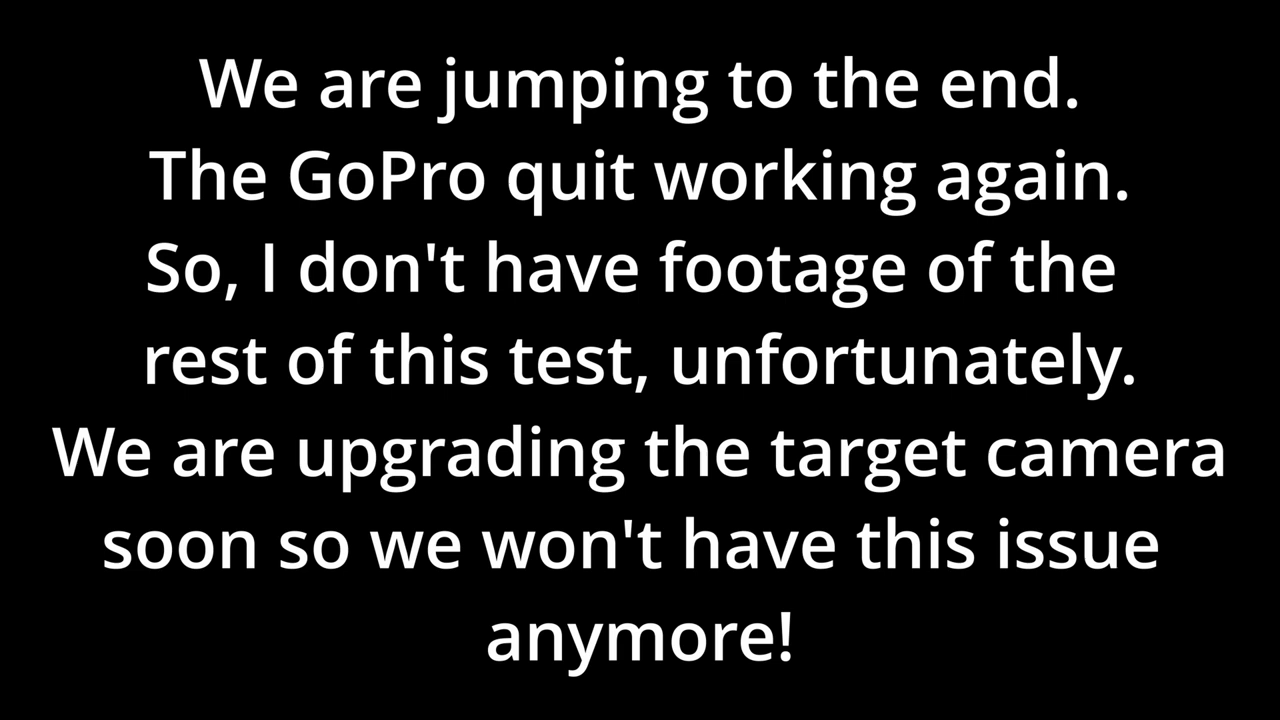 We are jumping to the end.
The GoPro quit working again.
So, I don't have footage of the
rest of this test, unfortunately.
We are upgrading the target camera
soon so we won't have this issue
anymore!